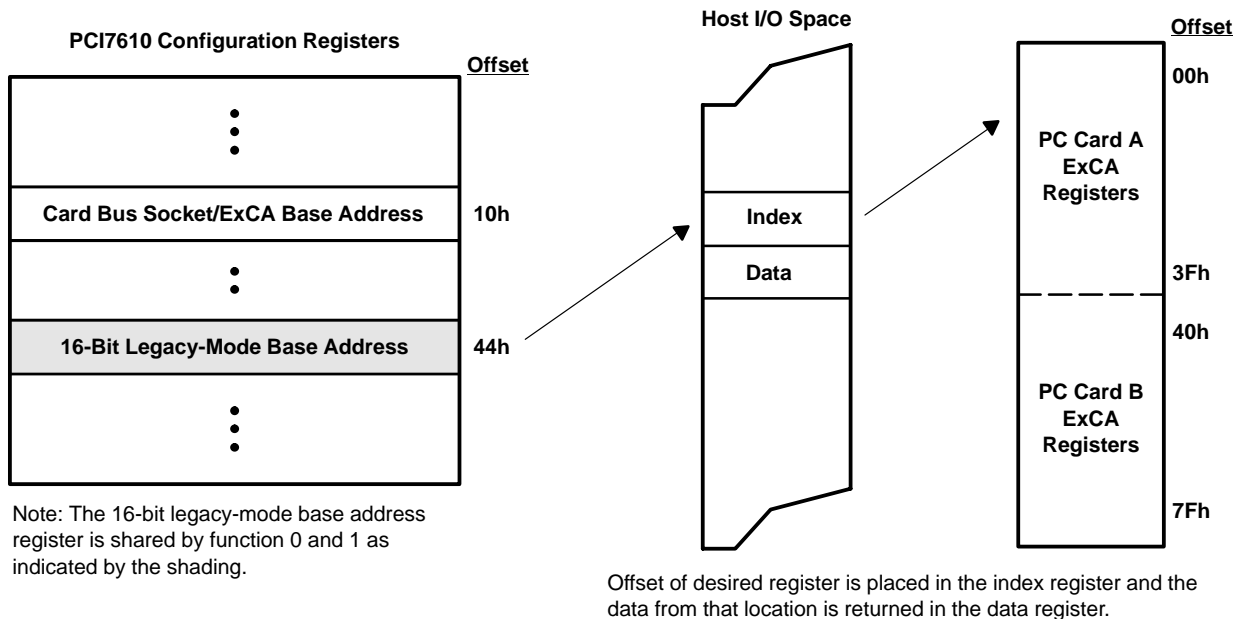 PCI7610 Configuration Registers
Offset
Card Bus Socket/ExCA Base Address
10h
16-Bit Legacy-Mode Base Address
44h
Note: The 16-bit legacy-mode base address
register is shared by function 0 and 1 as
indicated by the shading.
Host I/O Space
Index
Data
Offset
00h
PC Card A
ExCA
Registers
3Fh
40h
PC Card B
ExCA
Registers
7Fh
Offset of desired register is placed in the index register and the
data from that location is returned in the data register.